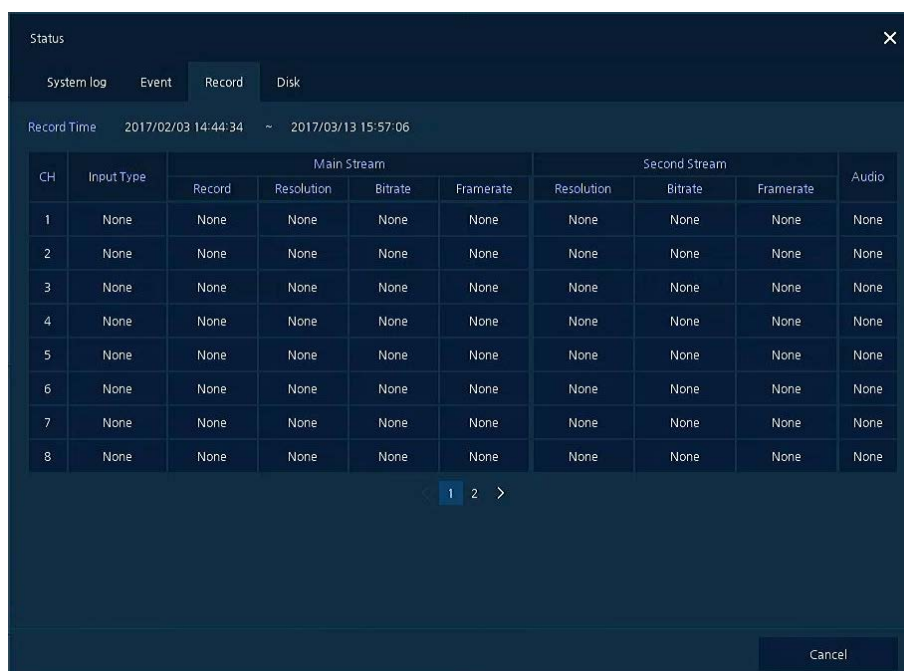 Status
System log Event Record Disk
Record Time 2017/02/03 14:44:34 ~ 2017/03/13 15:57:06
CH Input Type Main Stream Second Stream Audio
Record Resolution Bitrate Framerate Resolution Bitrate Framerate
1 None None None None None None None None None
2 None None None None None None None None None
3 None None None None None None None None None
4 None None None None None None None None None
5 None None None None None None None None None
6 None None None None None None None None None
7 None None None None None None None None None
8 None None None None None None None None None
< 1 2 >
Cancel